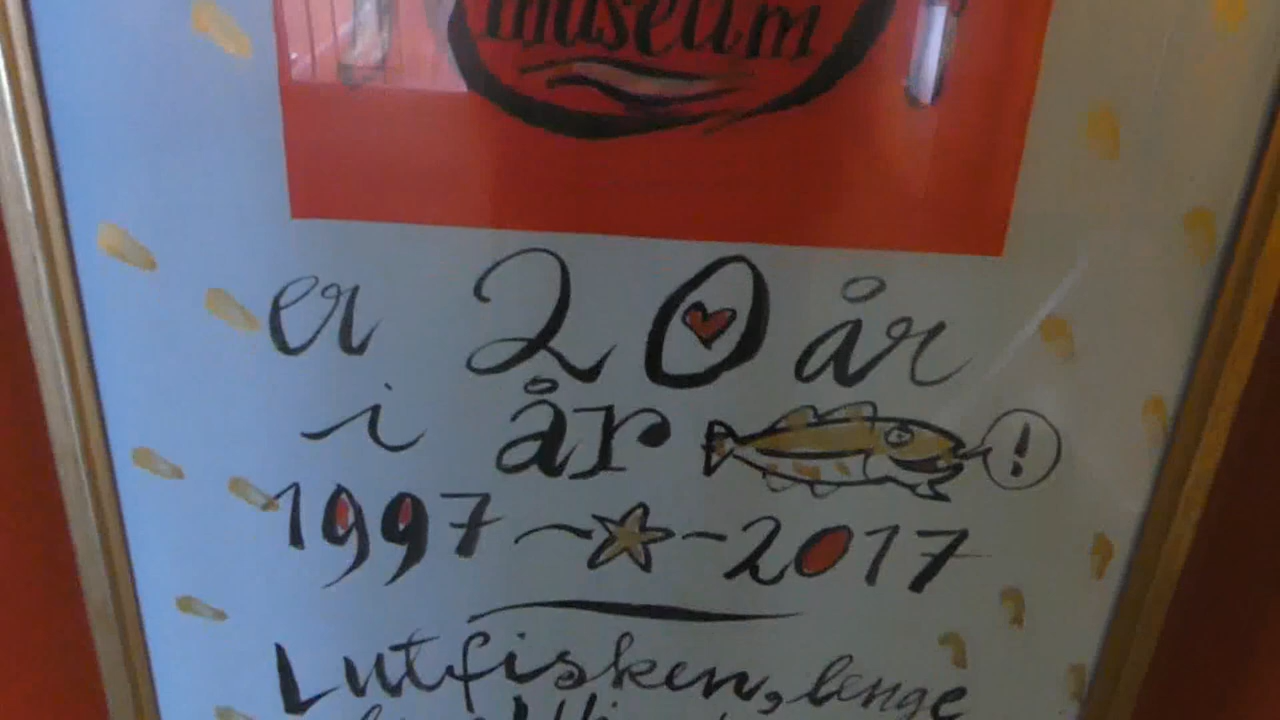 museum
er 20 år
i år !
1997~☆~2017
Lutfisken, lenge